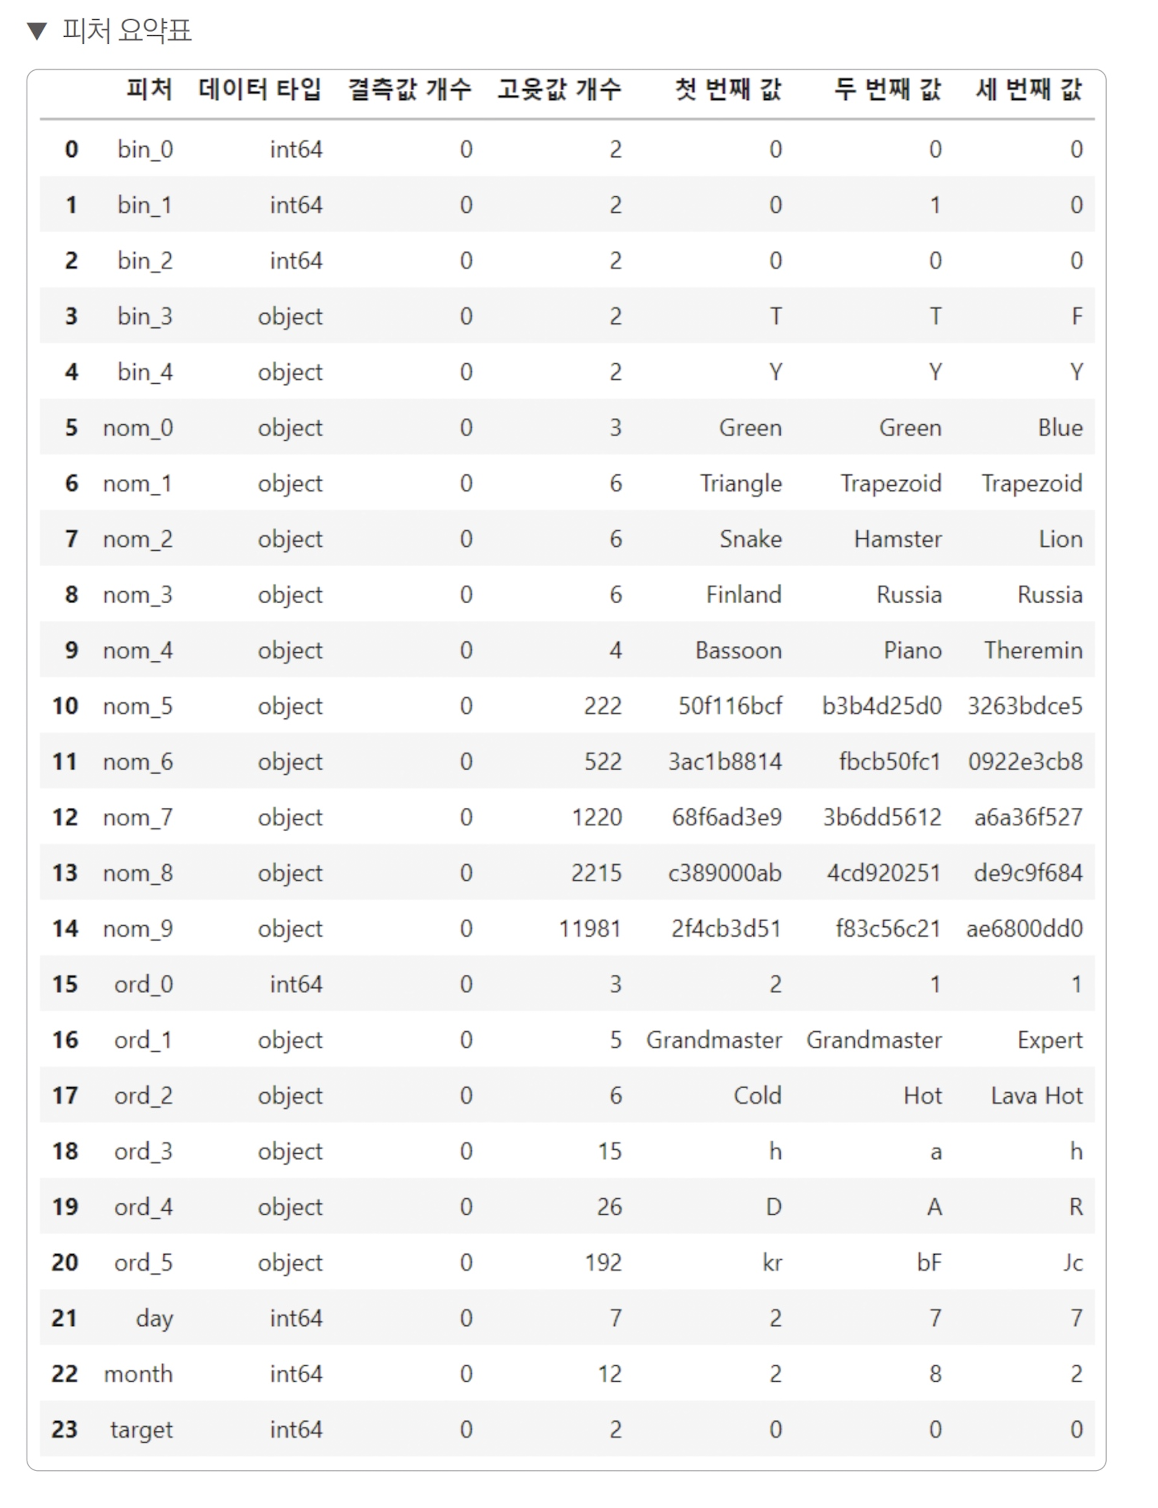 ▼ 피처 요약표
피처 데이터 타입 결측값 개수 고윳값 개수 첫 번째 값 두 번째 값 세 번째 값
0 bin_0 int64 0 2 0 0 0
1 bin_1 int64 0 2 0 1 0
2 bin_2 int64 0 2 0 0 0
3 bin_3 object 0 2 T T F
4 bin_4 object 0 2 Y Y Y
5 nom_0 object 0 3 Green Green Blue
6 nom_1 object 0 6 Triangle Trapezoid Trapezoid
7 nom_2 object 0 6 Snake Hamster Lion
8 nom_3 object 0 6 Finland Russia Russia
9 nom_4 object 0 4 Bassoon Piano Theremin
10 nom_5 object 0 222 50f116bcf b3b4d25d0 3263bdce5
11 nom_6 object 0 522 3ac1b8814 fbcb50fc1 0922e3cb8
12 nom_7 object 0 1220 68f6ad3e9 3b6dd5612 a6a36f527
13 nom_8 object 0 2215 c389000ab 4cd920251 de9c9f684
14 nom_9 object 0 11981 2f4cb3d51 f83c56c21 ae6800dd0
15 ord_0 int64 0 3 2 1 1
16 ord_1 object 0 5 Grandmaster Grandmaster Expert
17 ord_2 object 0 6 Cold Hot Lava Hot
18 ord_3 object 0 15 h a h
19 ord_4 object 0 26 D A R
20 ord_5 object 0 192 kr bF Jc
21 day int64 0 7 2 7 7
22 month int64 0 12 2 8 2
23 target int64 0 2 0 0 0